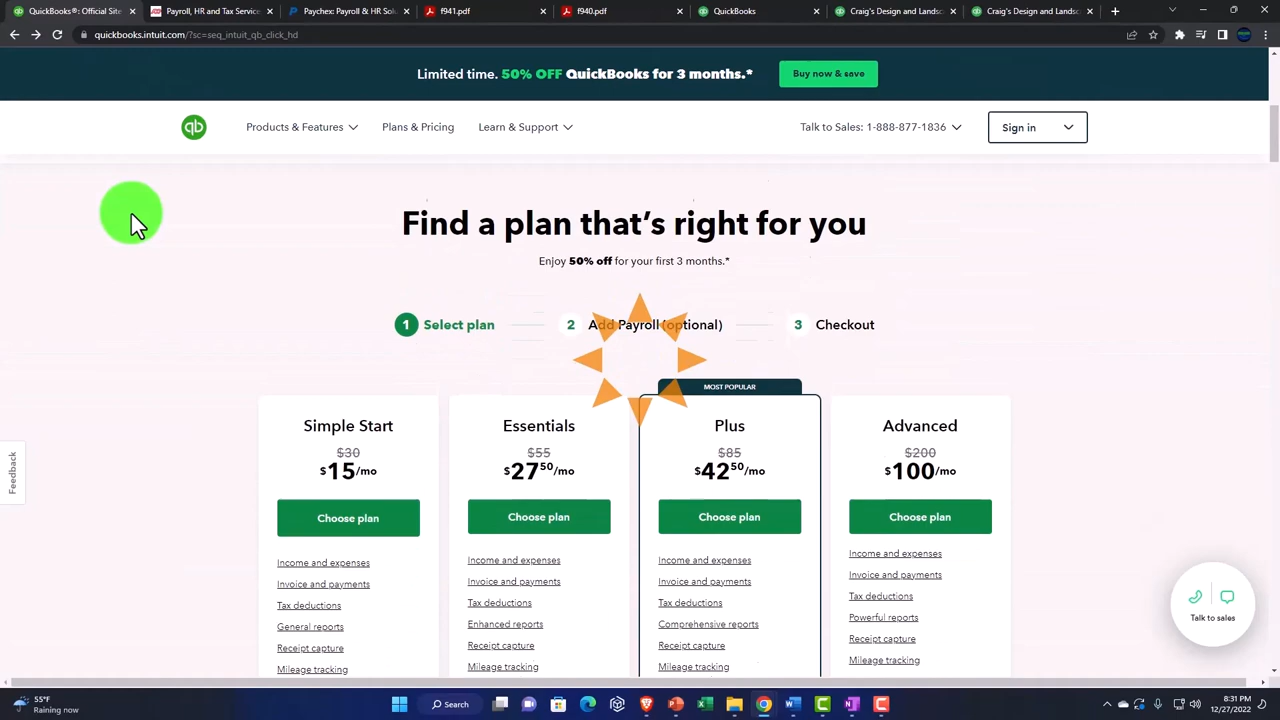 QuickBooks®: Official Site
Payroll, HR and Tax Services
Paychex Payroll & HR Sol
f941.pdf
f940.pdf
QuickBooks
Craig's Design and Landsc
Craig's Design and Landsc
quickbooks.intuit.com/?sc=seq_intuit_qb_click_hd
Limited time. 50% OFF QuickBooks for 3 months.*
Buy now & save
qb
Products & Features
Plans & Pricing
Learn & Support
Talk to Sales: 1-888-877-1836
Sign in
Find a plan that's right for you
Enjoy 50% off for your first 3 months.*
1 Select plan
2 Add Payroll (optional)
3 Checkout
MOST POPULAR
Simple Start
$30
$15/mo
Choose plan
Income and expenses
Invoice and payments
Tax deductions
General reports
Receipt capture
Mileage tracking
Essentials
$55
$27 50/mo
Choose plan
Income and expenses
Invoice and payments
Tax deductions
Enhanced reports
Receipt capture
Mileage tracking
Plus
$85
$42 50/mo
Choose plan
Income and expenses
Invoice and payments
Tax deductions
Comprehensive reports
Receipt capture
Mileage tracking
Advanced
$200
$100/mo
Choose plan
Income and expenses
Invoice and payments
Tax deductions
Powerful reports
Receipt capture
Mileage tracking
Feedback
Talk to sales
55°F
Raining now
Search
8:31 PM
12/27/2022